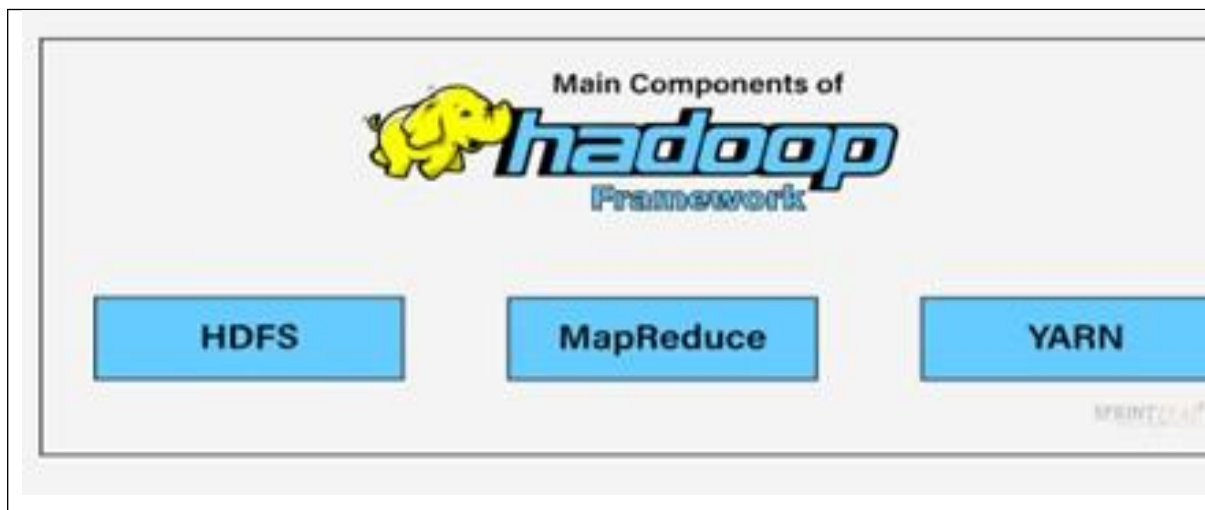 Main Components of
hadoop
Framework
HDFS
MapReduce
YARN